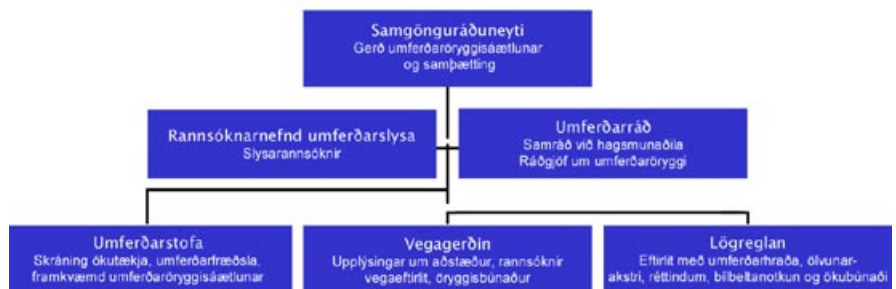 Samgönguráðuneyti
Gerð umferðaröryggisáætlunar
og samþætting
Rannsóknarnefnd umferðarslysa
Slysarannsóknir
Umferðarráð
Samráð við hagsmunaðila
Ráðgjöf um umferðaröryggi
Umferðarstofa
Skráning ökutækja, umferðarfræðsla,
framkvæmd umferðaröryggisáætlunar
Vegagerðin
Upplýsingar um aðstæður, rannsóknir
vegaeftirlit, öryggisbúnaður
Lögreglan
Eftirlit með umferðarhraða, ölvunar-
akstri, réttindum, bílbeltanotkun og ökubúnaði